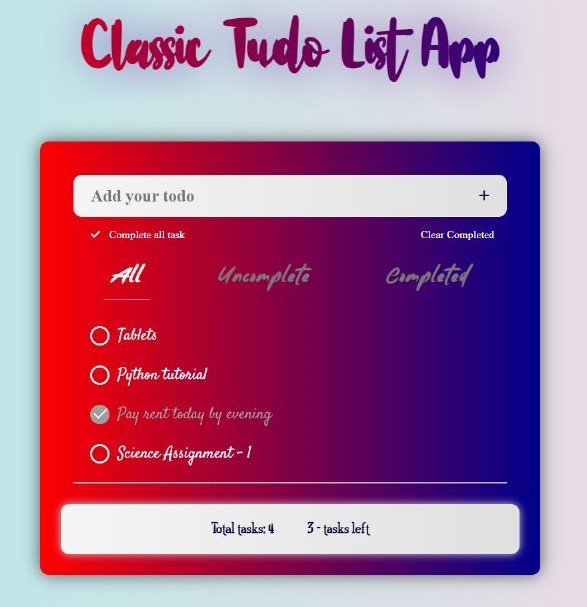 Classic Tudo List App
Add your todo +
Complete all task Clear Completed
All Uncomplete Completed
Tablets
Python tutorial
Pay rent today by evening
Science Assignment - 1
Total tasks: 4 3 - tasks left